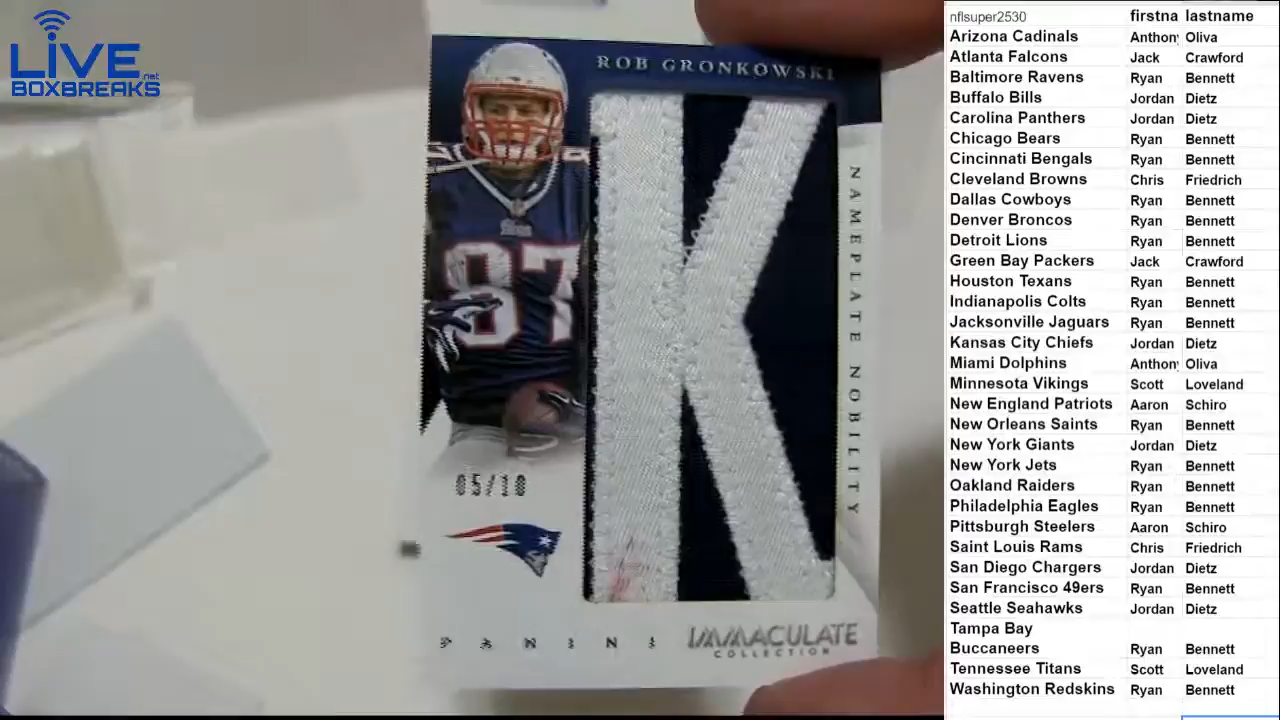 LIVE
.net
BOXBREAKS
ROB GRONKOWSKI
87
K
NAMEPLATE NOBILITY
05/10
PANINI
IMMACULATE
COLLECTION
nflsuper2530 firstna lastname
Arizona Cadinals Anthony Oliva
Atlanta Falcons Jack Crawford
Baltimore Ravens Ryan Bennett
Buffalo Bills Jordan Dietz
Carolina Panthers Jordan Dietz
Chicago Bears Ryan Bennett
Cincinnati Bengals Ryan Bennett
Cleveland Browns Chris Friedrich
Dallas Cowboys Ryan Bennett
Denver Broncos Ryan Bennett
Detroit Lions Ryan Bennett
Green Bay Packers Jack Crawford
Houston Texans Ryan Bennett
Indianapolis Colts Ryan Bennett
Jacksonville Jaguars Ryan Bennett
Kansas City Chiefs Jordan Dietz
Miami Dolphins Anthony Oliva
Minnesota Vikings Scott Loveland
New England Patriots Aaron Schiro
New Orleans Saints Ryan Bennett
New York Giants Jordan Dietz
New York Jets Ryan Bennett
Oakland Raiders Ryan Bennett
Philadelphia Eagles Ryan Bennett
Pittsburgh Steelers Aaron Schiro
Saint Louis Rams Chris Friedrich
San Diego Chargers Jordan Dietz
San Francisco 49ers Ryan Bennett
Seattle Seahawks Jordan Dietz
Tampa Bay
Buccaneers Ryan Bennett
Tennessee Titans Scott Loveland
Washington Redskins Ryan Bennett